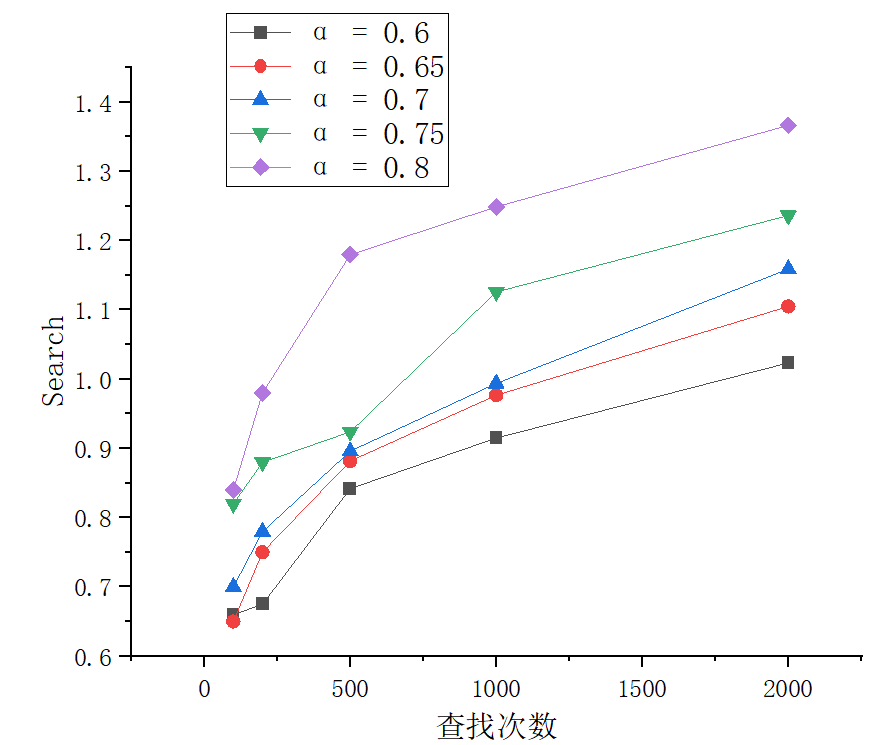 α = 0.6
α = 0.65
α = 0.7
α = 0.75
α = 0.8
1.4
1.3
1.2
1.1
1.0
0.9
0.8
0.7
0.6
Search
0 500 1000 1500 2000
查找次数